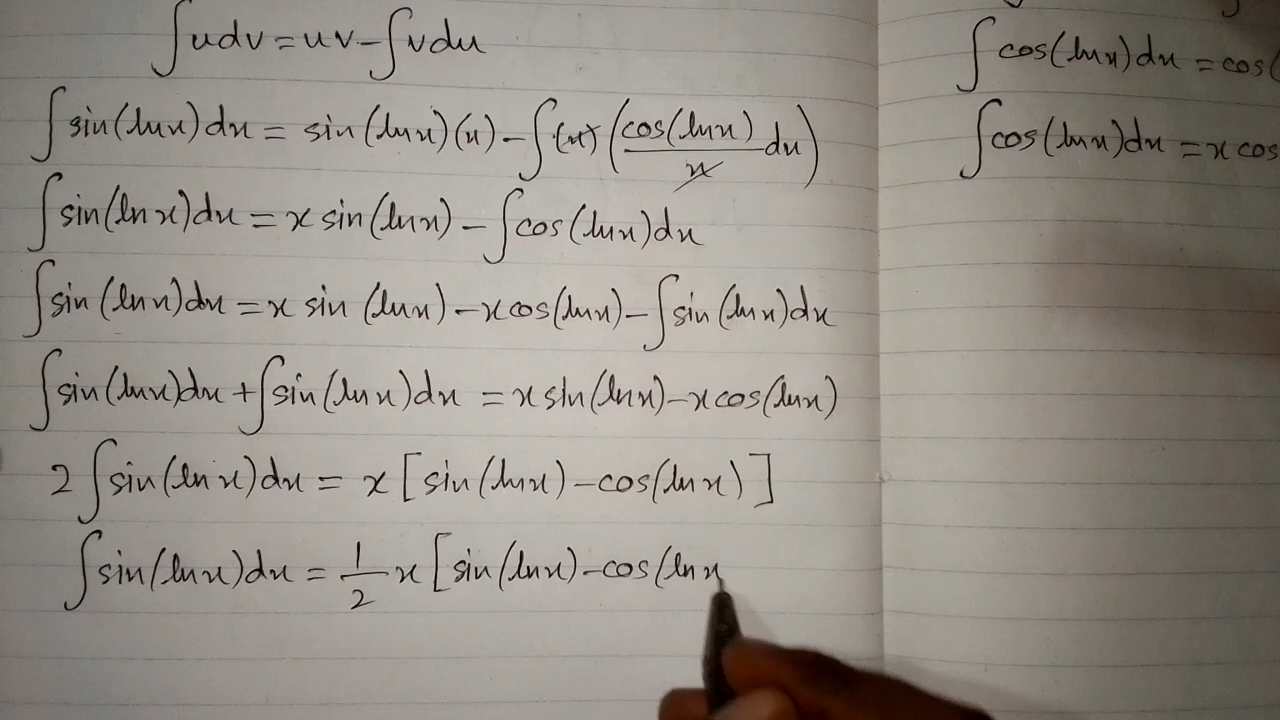 ∫udv = uv - ∫vdu
∫sin(lnx)dx = sin(lnx)(x) - ∫(x)(cos(lnx)/x dx)
∫sin(lnx)dx = x sin(lnx) - ∫cos(lnx)dx
∫sin(lnx)dx = x sin(lnx) - xcos(lnx) - ∫sin(lnx)dx
∫sin(lnx)dx + ∫sin(lnx)dx = x sin(lnx) - xcos(lnx)
2∫sin(lnx)dx = x[sin(lnx) - cos(lnx)]
∫sin(lnx)dx = 1/2 x[sin(lnx) - cos(lnx
∫cos(lnx)dx = cos(
∫cos(lnx)dx = x cos